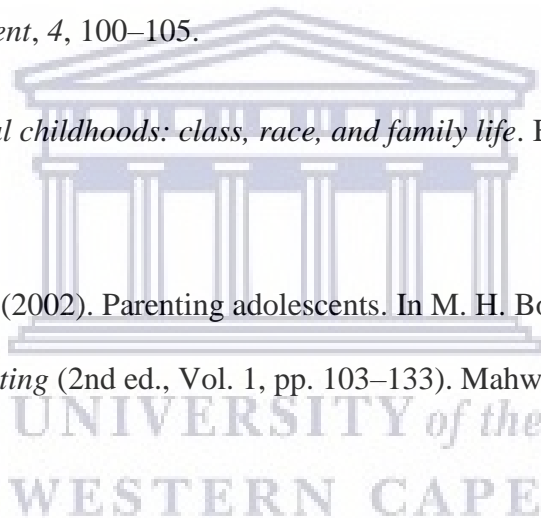 ent, 4, 100–105.
al childhoods: class, race, and family life.
(2002). Parenting adolescents. In M. H. Bo
ting (2nd ed., Vol. 1, pp. 103–133). Mahw
UNIVERSITY of the
WESTERN CAPE